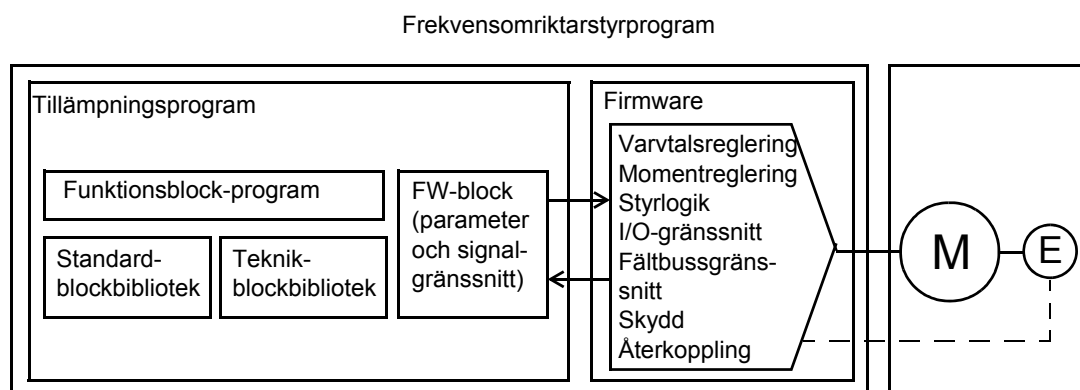 Frekvensomriktarstyrprogram
Tillämpningsprogram
Funktionsblock-program
Standard-
blockbibliotek
Teknik-
blockbibliotek
FW-block
(parameter
och signal-
gränssnitt)
Firmware
Varvtalsreglering
Momentreglering
Styrlogik
I/O-gränssnitt
Fältbussgräns-
snitt
Skydd
Återkoppling
M
E